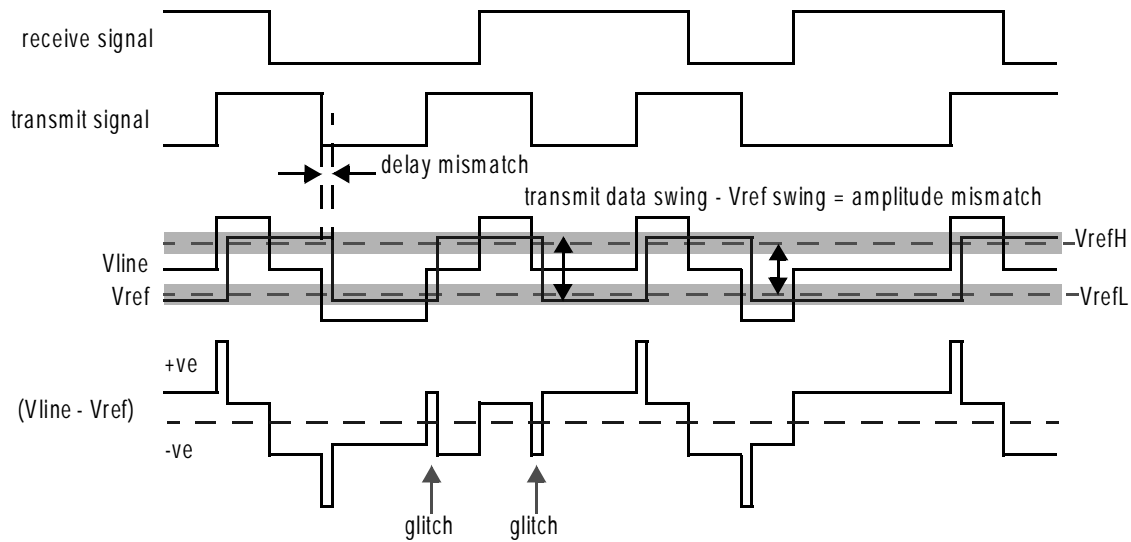 receive signal
transmit signal
delay mismatch
transmit data swing - Vref swing = amplitude mismatch
VrefH
Vline
Vref
VrefL
+ve
(Vline - Vref)
-ve
glitch
glitch